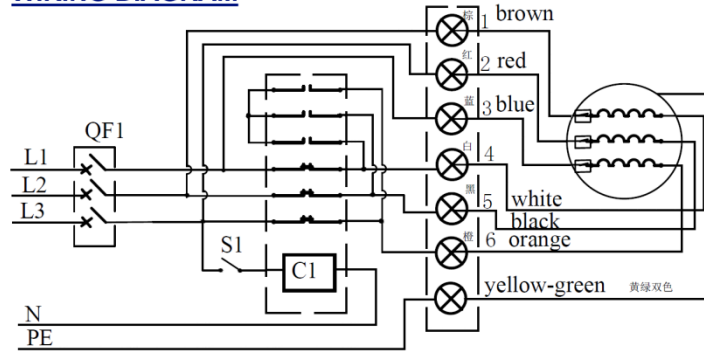 WIRING DIAGRAM
棕 1 brown
红 2 red
蓝 3 blue
QF1
白 4
L1
white
L2
黑 5
black
L3
橙 6 orange
S1
C1
yellow-green 黄绿双色
N
PE